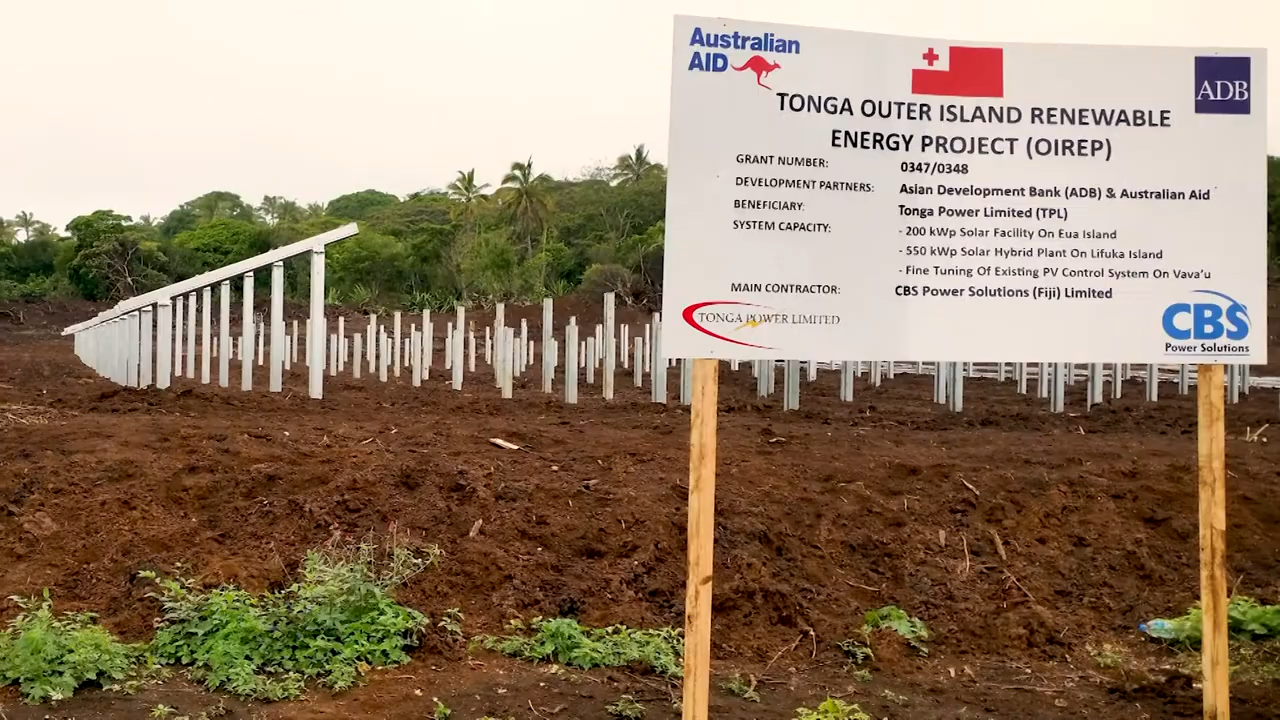 Australian
AID
ADB
TONGA OUTER ISLAND RENEWABLE
ENERGY PROJECT (OIREP)
GRANT NUMBER: 0347/0348
DEVELOPMENT PARTNERS: Asian Development Bank (ADB) & Australian Aid
BENEFICIARY: Tonga Power Limited (TPL)
SYSTEM CAPACITY: - 200 kWp Solar Facility On Eua Island
- 550 kWp Solar Hybrid Plant On Lifuka Island
- Fine Tuning Of Existing PV Control System On Vava'u
MAIN CONTRACTOR: CBS Power Solutions (Fiji) Limited
TONGA POWER LIMITED
CBS
Power Solutions